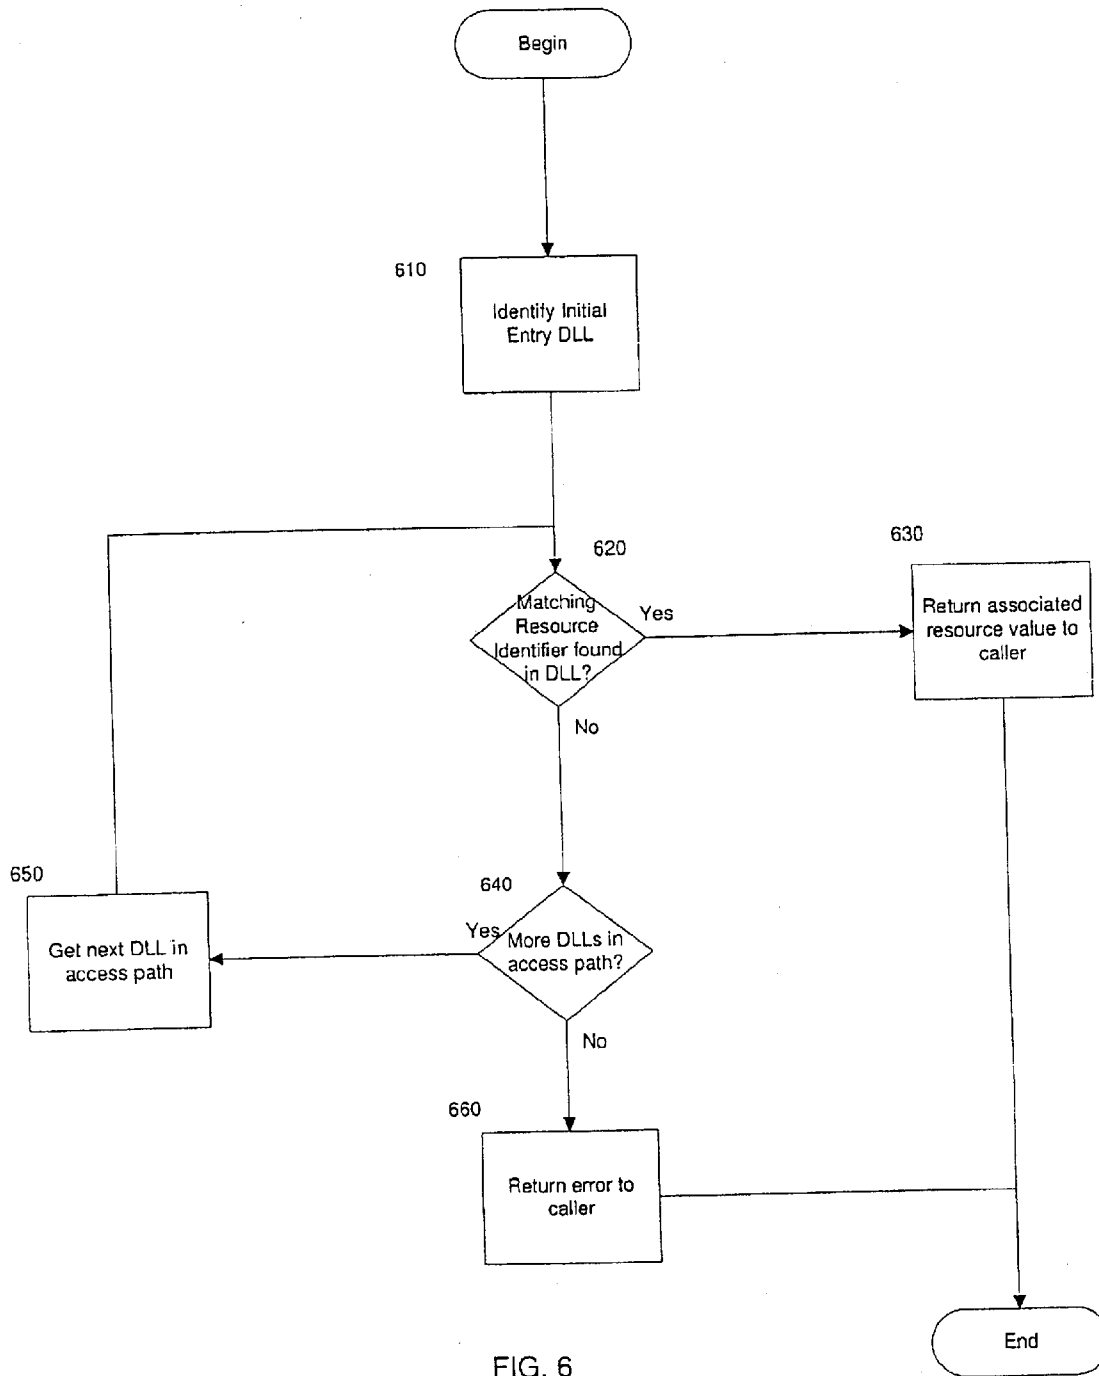 Begin
610
Identify Initial
Entry DLL
620
630
Matching
Resource
Identifier found
in DLL?
Yes
Return associated
resource value to
caller
No
650
640
Yes
Get next DLL in
access path
More DLLs in
access path?
No
660
Return error to
caller
End
FIG. 6